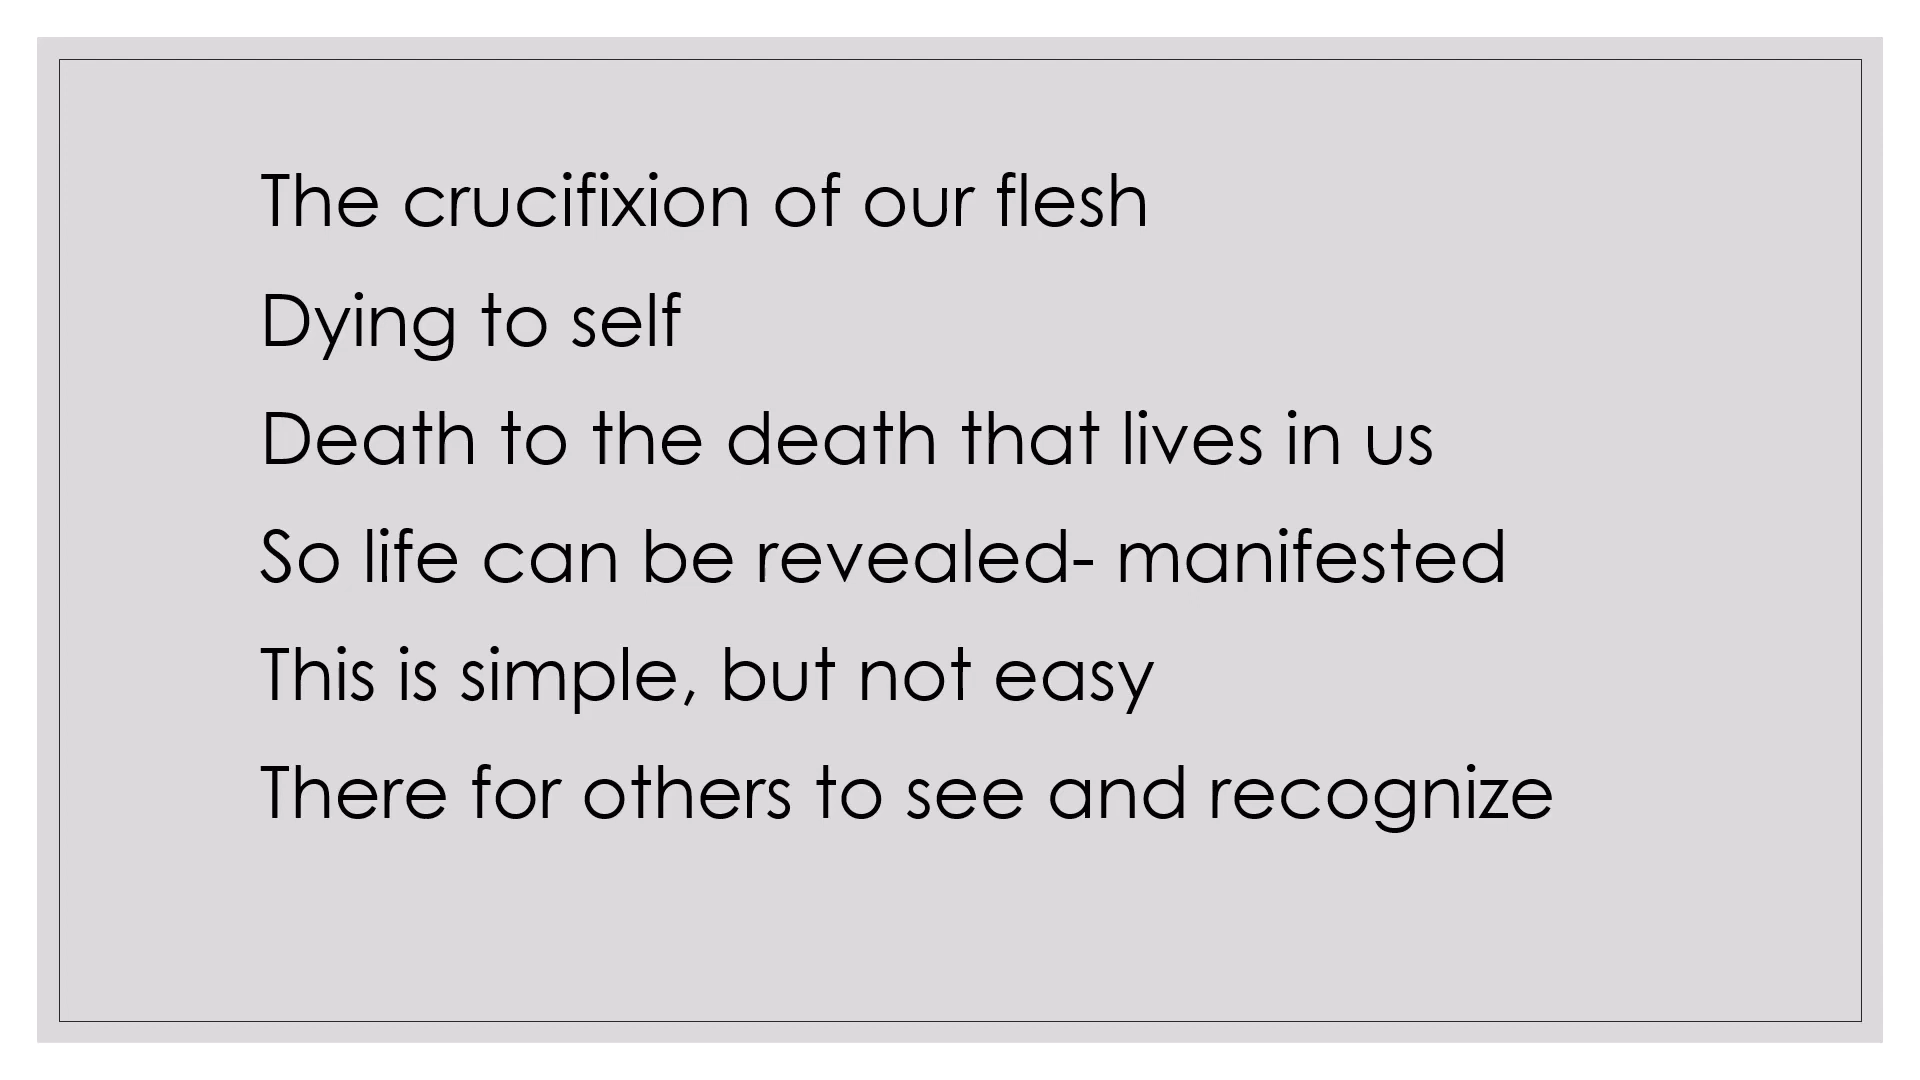 The crucifixion of our flesh
Dying to self
Death to the death that lives in us
So life can be revealed- manifested
This is simple, but not easy
There for others to see and recognize